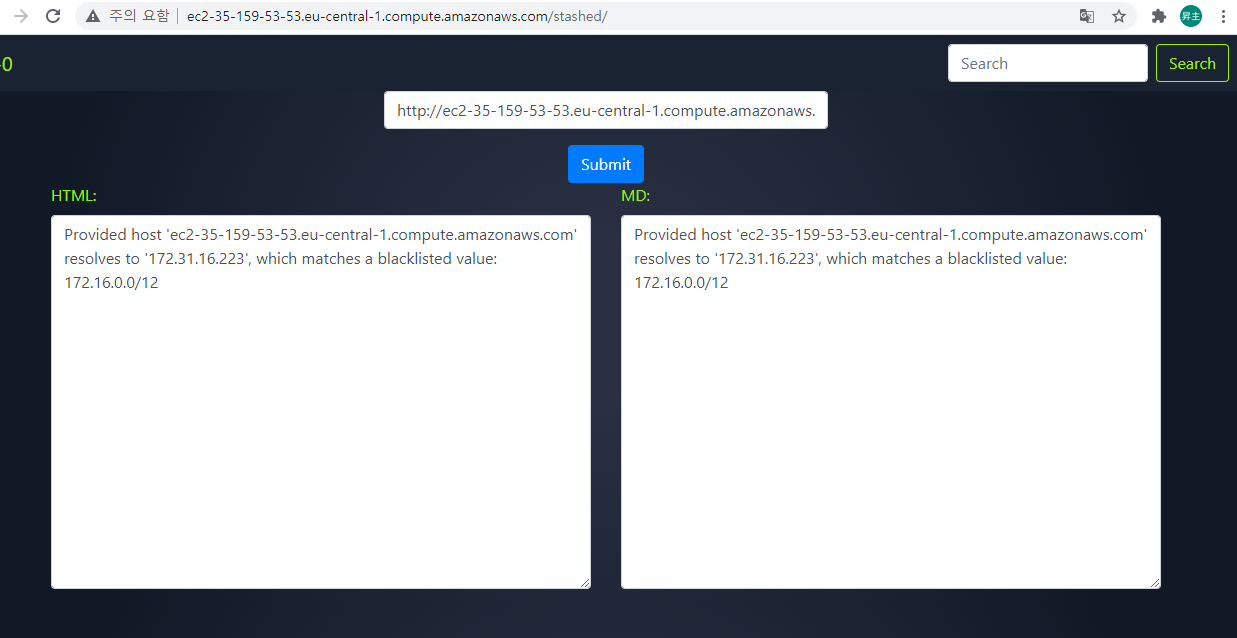 주의 요함 ec2-35-159-53-53.eu-central-1.compute.amazonaws.com/stashed/
昇主
0
Search
Search
http://ec2-35-159-53-53.eu-central-1.compute.amazonaws.
Submit
HTML:
Provided host 'ec2-35-159-53-53.eu-central-1.compute.amazonaws.com'
resolves to '172.31.16.223', which matches a blacklisted value:
172.16.0.0/12
MD:
Provided host 'ec2-35-159-53-53.eu-central-1.compute.amazonaws.com'
resolves to '172.31.16.223', which matches a blacklisted value:
172.16.0.0/12